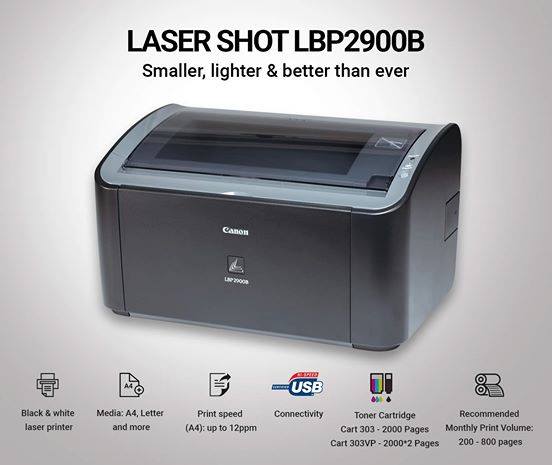 LASER SHOT LBP2900B
Smaller, lighter & better than ever
Canon
LBP2900B
A4
HI-SPEED
CERTIFIED USB
Black & white
laser printer
Media: A4, Letter
and more
Print speed
(A4): up to 12ppm
Connectivity
Toner Cartridge
Cart 303 - 2000 Pages
Cart 303VP - 2000*2 Pages
Recommended
Monthly Print Volume:
200 - 800 pages